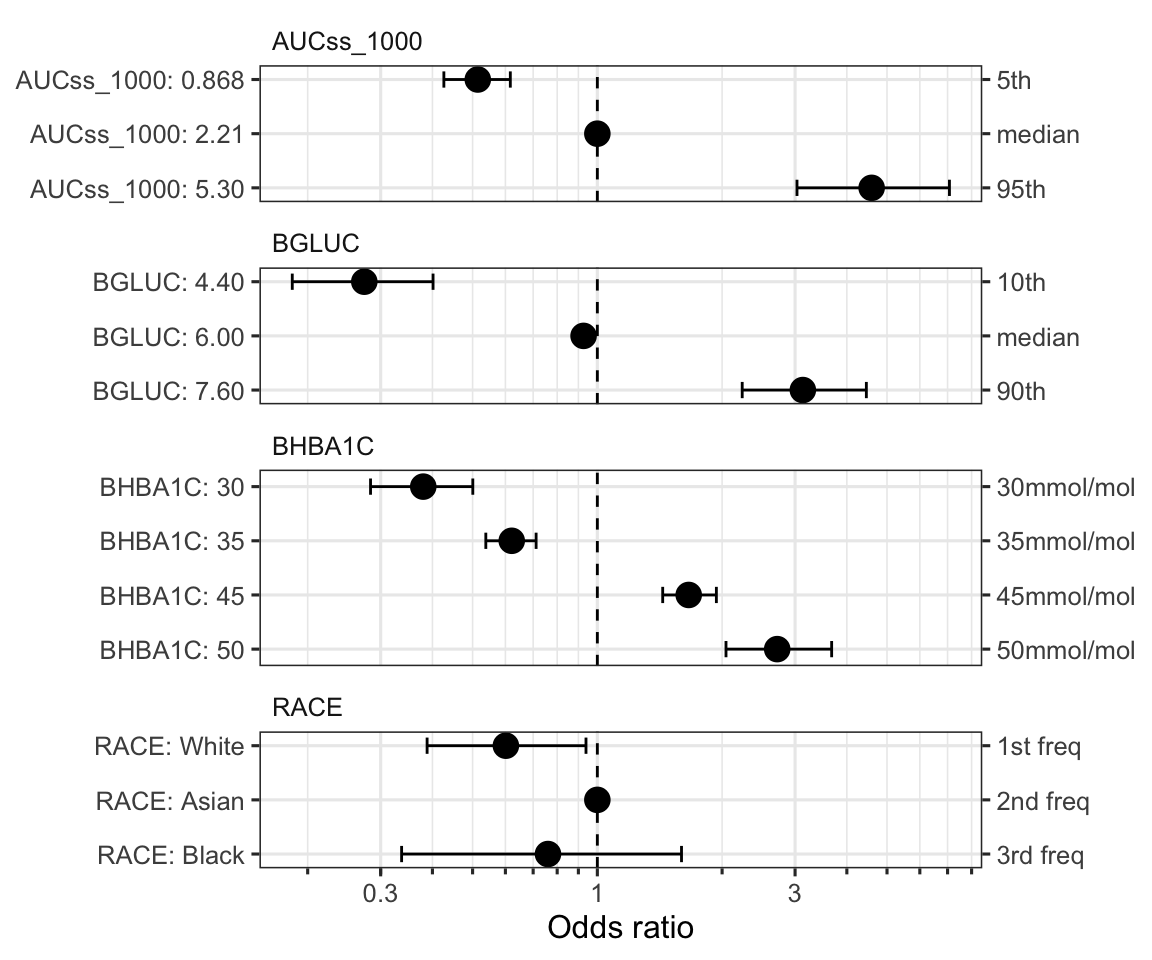 AUCss_1000
AUCss_1000: 0.868 5th
AUCss_1000: 2.21 median
AUCss_1000: 5.30 95th
BGLUC
BGLUC: 4.40 10th
BGLUC: 6.00 median
BGLUC: 7.60 90th
BHBA1C
BHBA1C: 30 30mmol/mol
BHBA1C: 35 35mmol/mol
BHBA1C: 45 45mmol/mol
BHBA1C: 50 50mmol/mol
RACE
RACE: White 1st freq
RACE: Asian 2nd freq
RACE: Black 3rd freq
0.3 1 3
Odds ratio